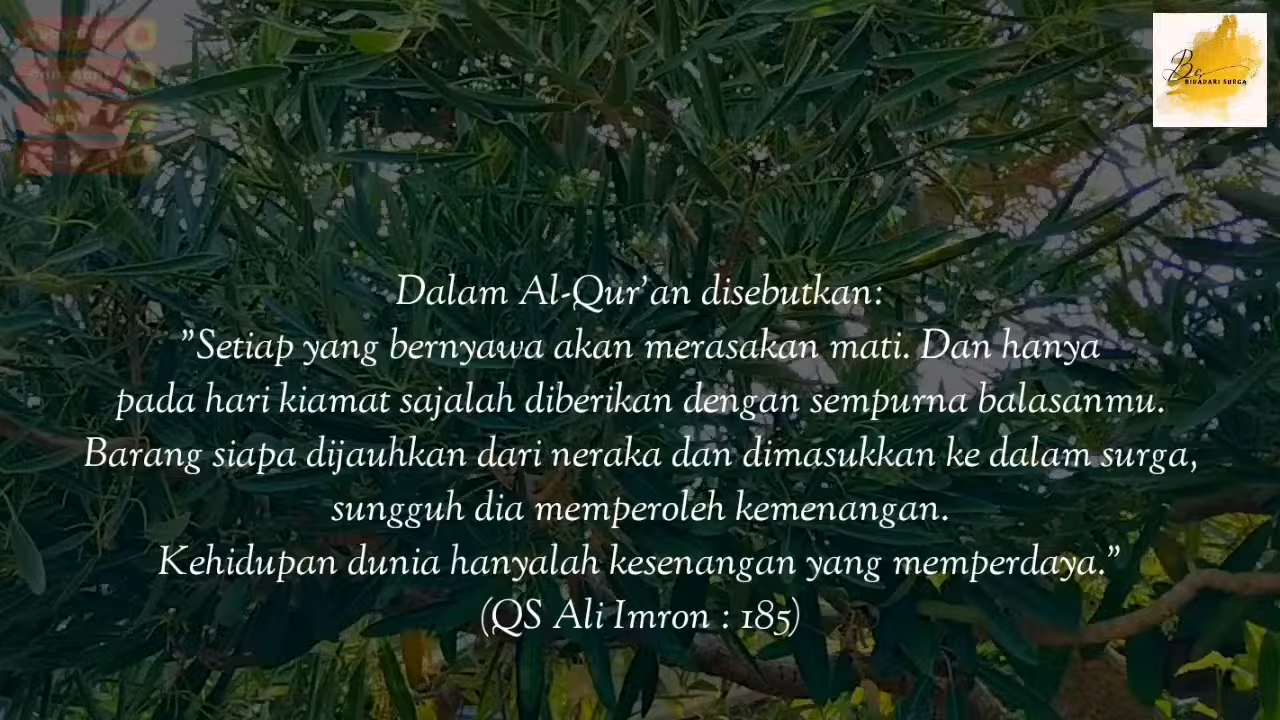 BIDADARI SURGA
Dalam Al-Qur'an disebutkan:
"Setiap yang bernyawa akan merasakan mati. Dan hanya
pada hari kiamat sajalah diberikan dengan sempurna balasanmu.
Barang siapa dijauhkan dari neraka dan dimasukkan ke dalam surga,
sungguh dia memperoleh kemenangan.
Kehidupan dunia hanyalah kesenangan yang memperdaya."
(QS Ali Imron : 185)